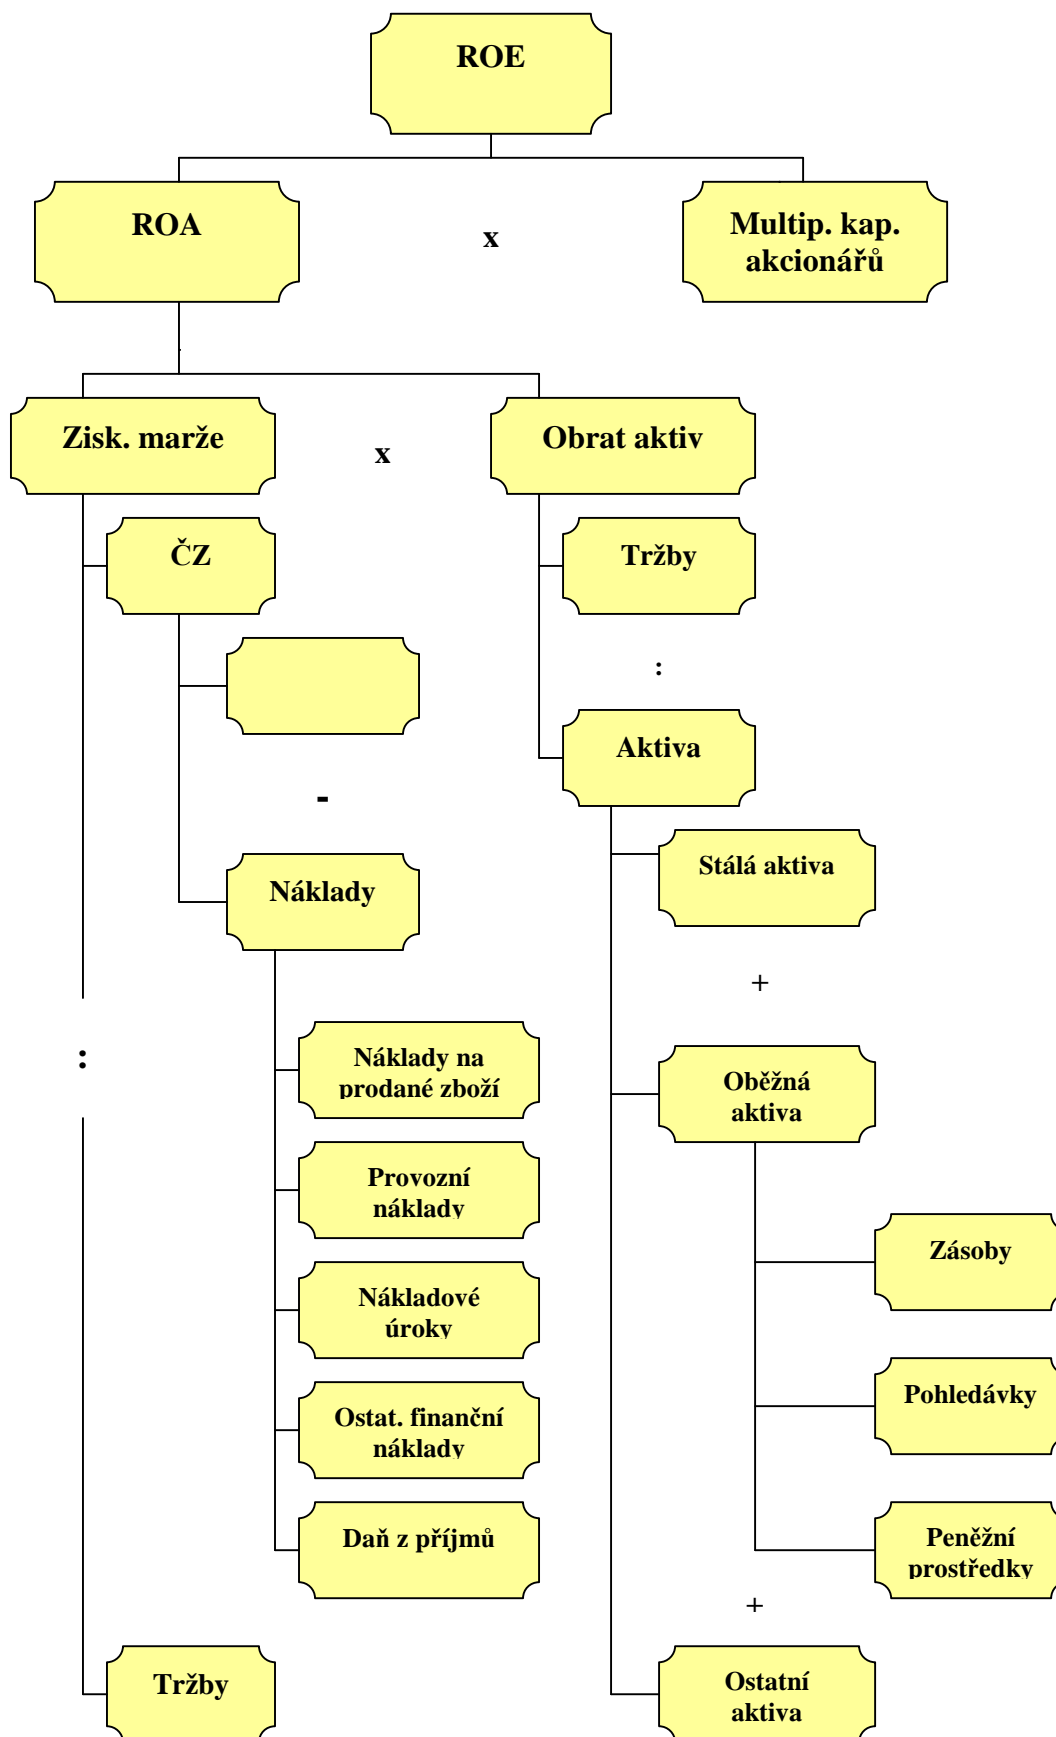 ROE
ROA
x
Multip. kap.
akcionářů
Zisk. marže
x
Obrat aktiv
ČZ
Tržby
:
Aktiva
-
Náklady
Stálá aktiva
+
:
Náklady na
prodané zboží
Oběžná
aktiva
Provozní
náklady
Zásoby
Nákladové
úroky
Pohledávky
Ostat. finanční
náklady
Daň z příjmů
Peněžní
prostředky
+
Tržby
Ostatní
aktiva